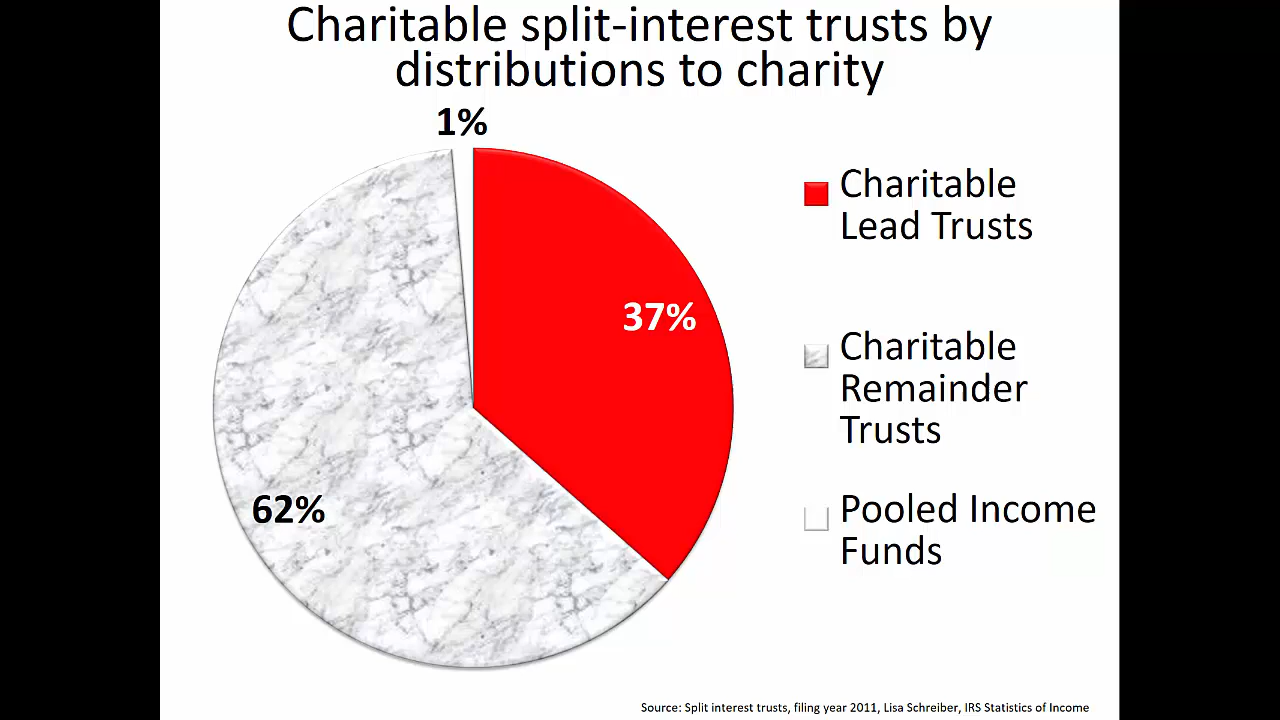 Charitable split-interest trusts by
distributions to charity
1%
37%
62%
Charitable
Lead Trusts
Charitable
Remainder
Trusts
Pooled Income
Funds
Source: Split interest trusts, filing year 2011, Lisa Schreiber, IRS Statistics of Income